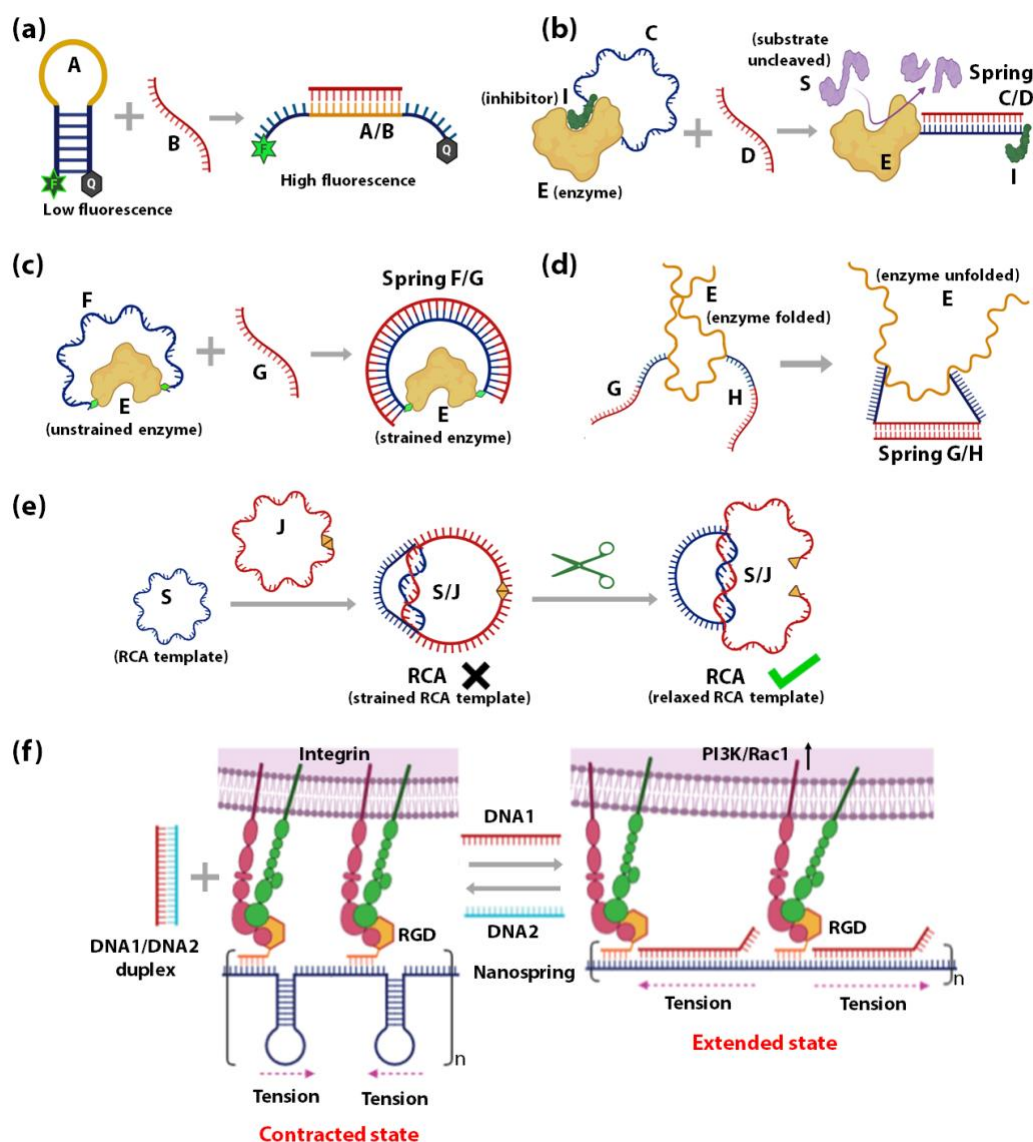 (a)
A
B
A/B
F
Q
F
Q
Low fluorescence
High fluorescence
(b)
C
(inhibitor) I
E (enzyme)
D
(substrate
uncleaved)
S
Spring
C/D
E
I
(c)
F
E
(unstrained enzyme)
G
Spring F/G
E
(strained enzyme)
(d)
E
(enzyme folded)
G
H
(enzyme unfolded)
E
Spring G/H
(e)
S
(RCA template)
J
S/J
RCA
(strained RCA template)
S/J
RCA
(relaxed RCA template)
(f)
DNA1/DNA2
duplex
Integrin
RGD
n
Tension
Tension
Contracted state
DNA1
DNA2
Nanospring
PI3K/Rac1
RGD
n
Tension
Tension
Extended state